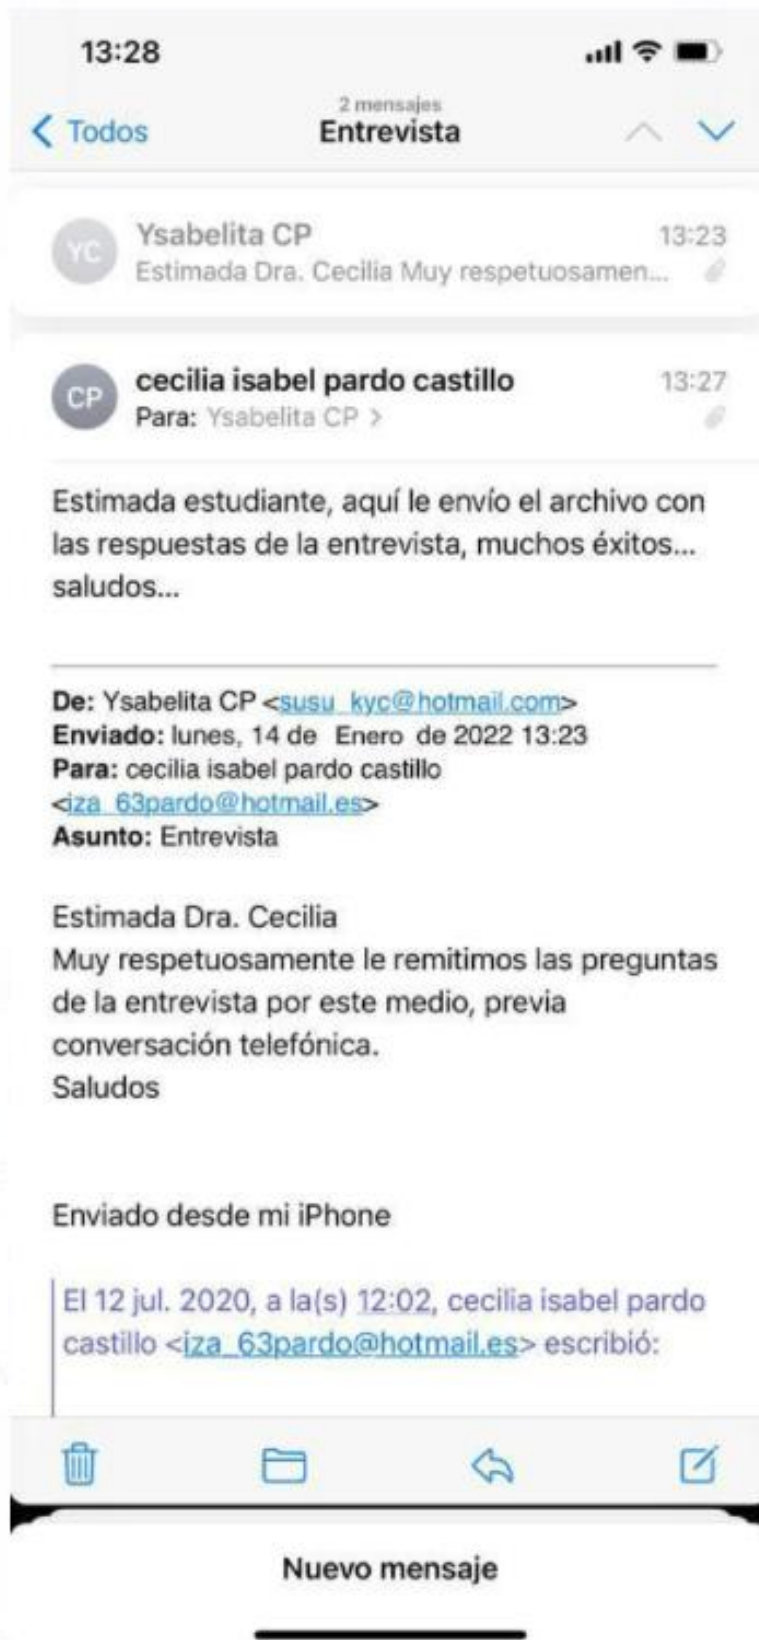 13:28
2 mensajes
Todos
Entrevista
YC
Ysabelita CP
13:23
Estimada Dra. Cecilia Muy respetuosamen...
CP
cecilia isabel pardo castillo
13:27
Para: Ysabelita CP >
Estimada estudiante, aquí le envío el archivo con
las respuestas de la entrevista, muchos éxitos...
saludos...
De: Ysabelita CP <susu_kyc@hotmail.com>
Enviado: lunes, 14 de Enero de 2022 13:23
Para: cecilia isabel pardo castillo
<iza_63pardo@hotmail.es>
Asunto: Entrevista
Estimada Dra. Cecilia
Muy respetuosamente le remitimos las preguntas
de la entrevista por este medio, previa
conversación telefónica.
Saludos
Enviado desde mi iPhone
El 12 jul. 2020, a la(s) 12:02, cecilia isabel pardo
castillo <iza_63pardo@hotmail.es> escribió:
Nuevo mensaje